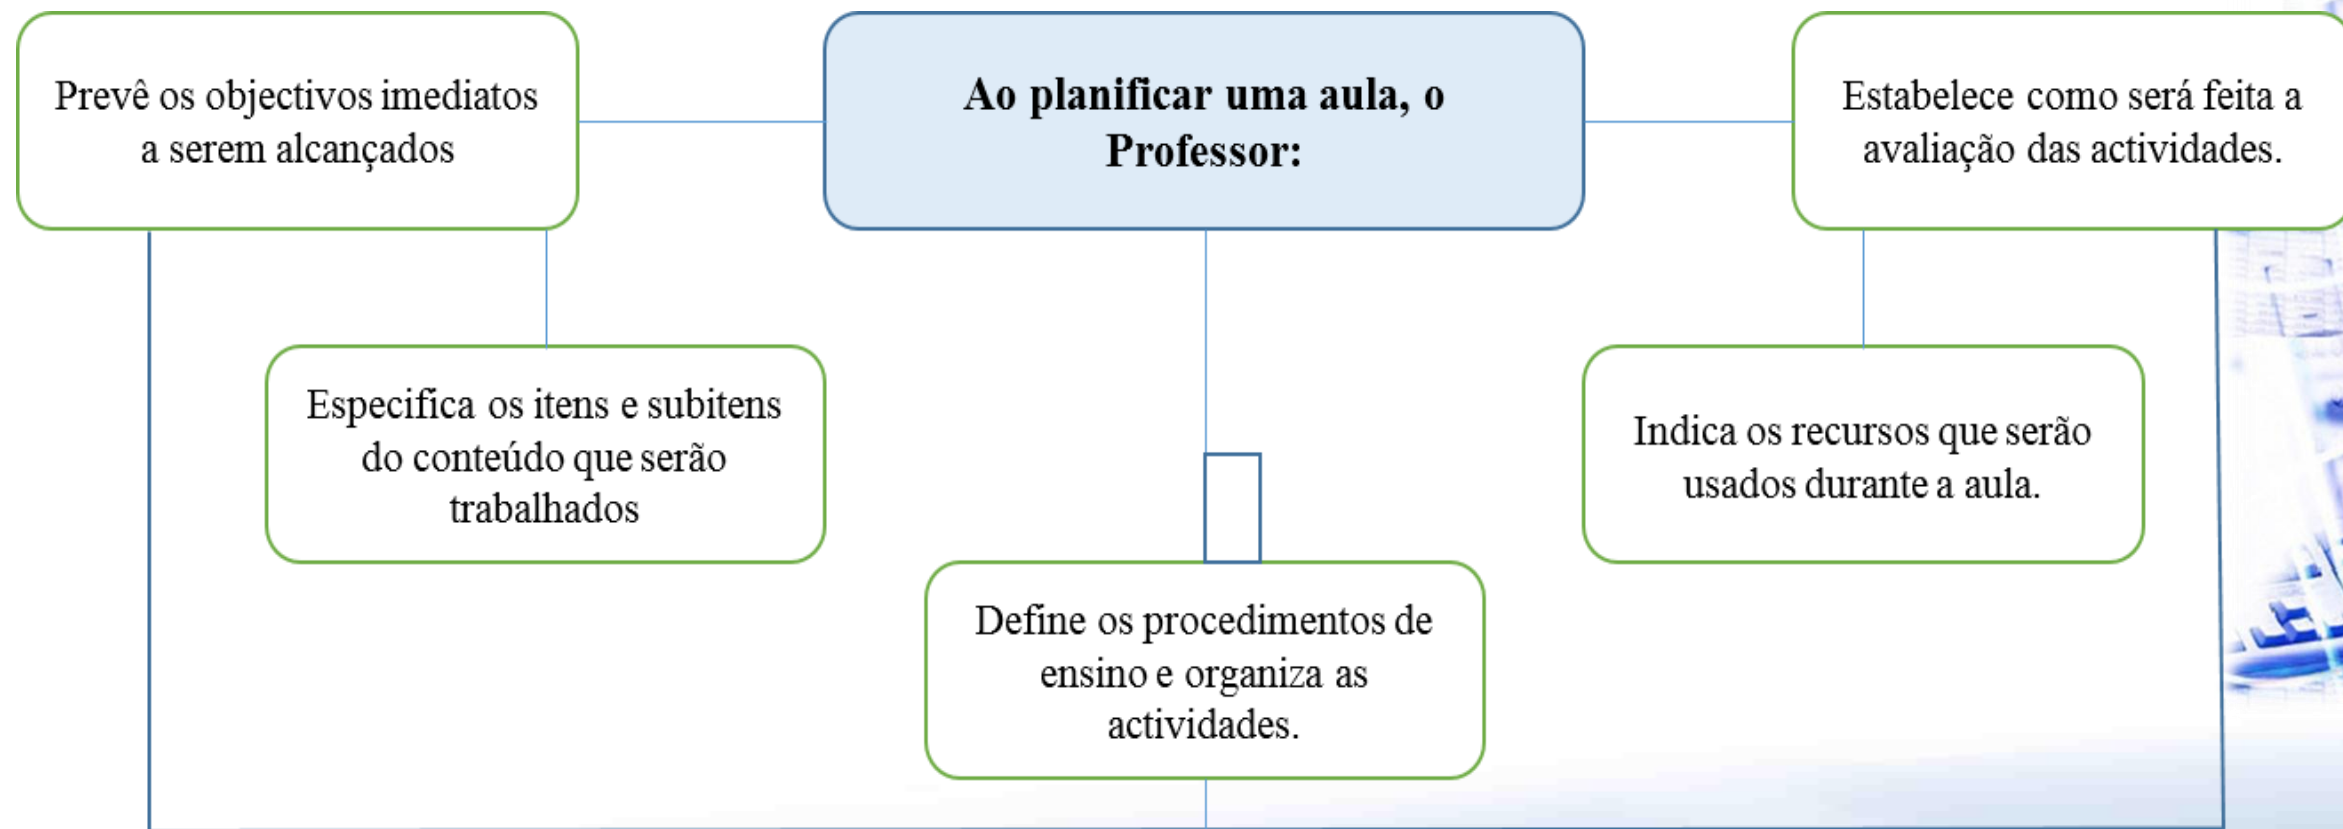 Prevê os objectivos imediatos
a serem alcançados
Ao planificar uma aula, o
Professor:
Estabelece como será feita a
avaliação das actividades.
Especifica os itens e subitens
do conteúdo que serão
trabalhados
Indica os recursos que serão
usados durante a aula.
Define os procedimentos de
ensino e organiza as
actividades.